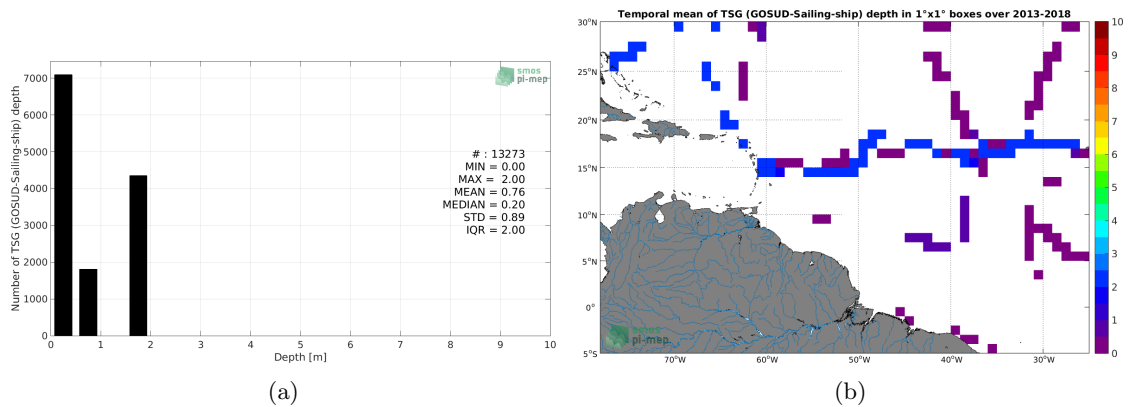 7000
6000
5000
4000
3000
2000
1000
0
Number of TSG (GOSUD-Sailing-ship) depth
smos
pi-mep
# : 13273
MIN = 0.00
MAX = 2.00
MEAN = 0.76
MEDIAN = 0.20
STD = 0.89
IQR = 2.00
0 1 2 3 4 5 6 7 8 9 10
Depth [m]
(a)
Temporal mean of TSG (GOSUD-Sailing-ship) depth in 1°x1° boxes over 2013-2018
30°N
25°N
20°N
15°N
10°N
5°N
0°
5°S
smos
pi-mep
70°W 60°W 50°W 40°W 30°W
10
9
8
7
6
5
4
3
2
1
0
(b)